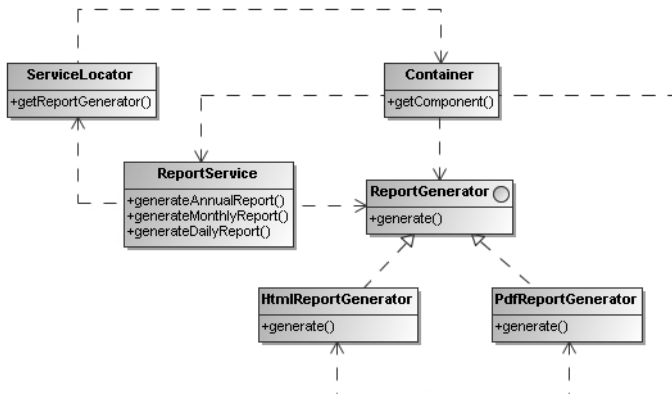 ServiceLocator
+getReportGenerator()
Container
+getComponent()
ReportService
+generateAnnualReport()
+generateMonthlyReport()
+generateDailyReport()
ReportGenerator
+generate()
HtmlReportGenerator
+generate()
PdfReportGenerator
+generate()